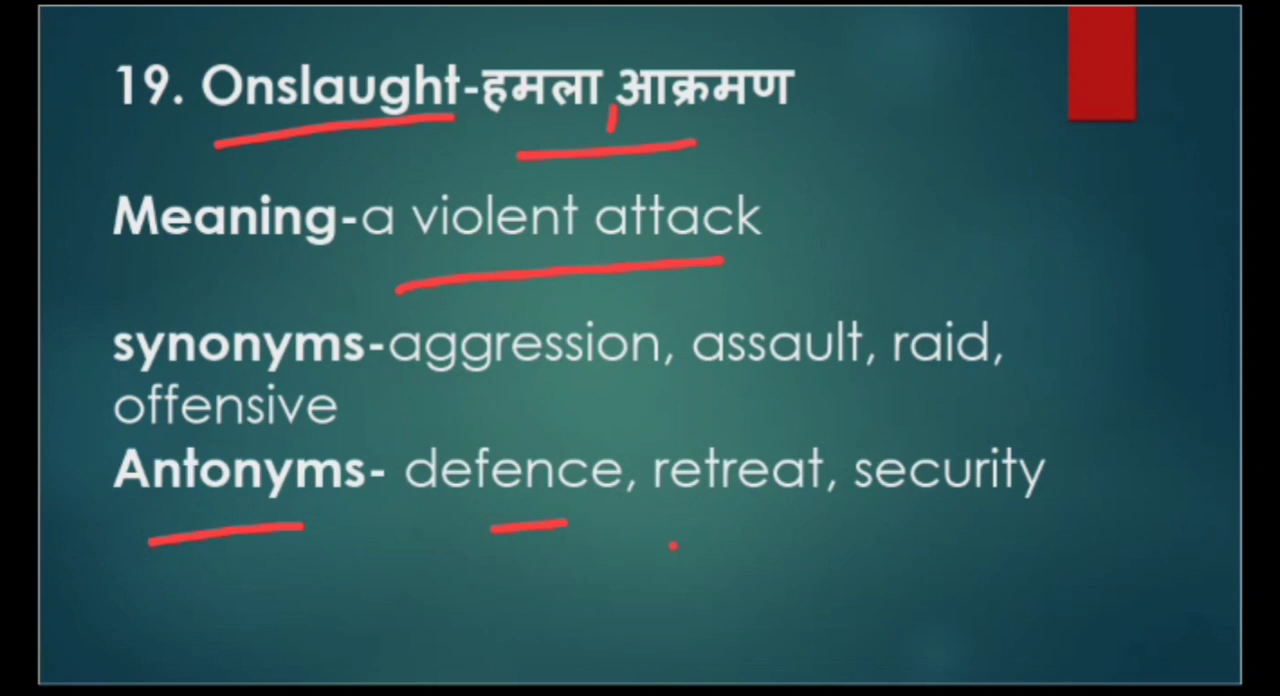 19. Onslaught-हमला आक्रमण
Meaning-a violent attack
synonyms-aggression, assault, raid,
offensive
Antonyms- defence, retreat, security